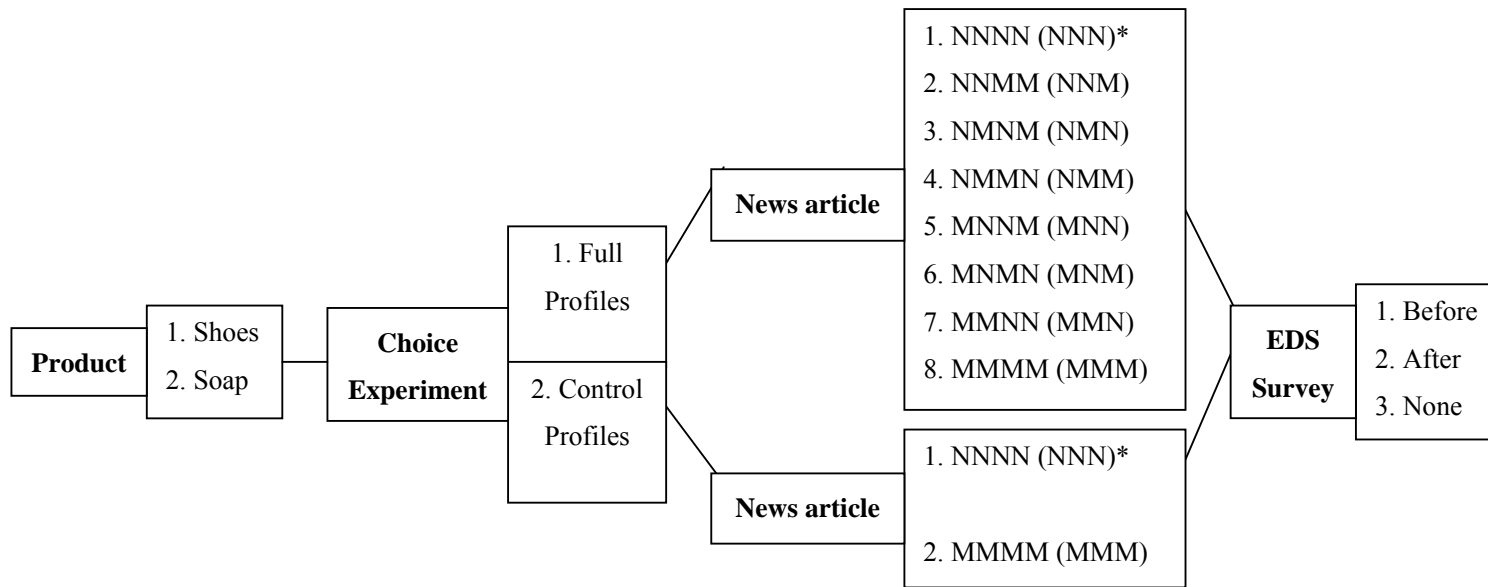 Product
1. Shoes
2. Soap
Choice
Experiment
1. Full
Profiles
2. Control
Profiles
News article
1. NNNN (NNN)*
2. NNMM (NNM)
3. NMNM (NMN)
4. NMMN (NMM)
5. MNNM (MNN)
6. MNMN (MNM)
7. MMNN (MMN)
8. MMMM (MMM)
News article
1. NNNN (NNN)*
2. MMMM (MMM)
EDS
Survey
1. Before
2. After
3. None